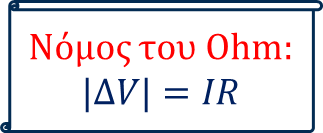 Νόμος του Ohm:
|ΔV| = IR